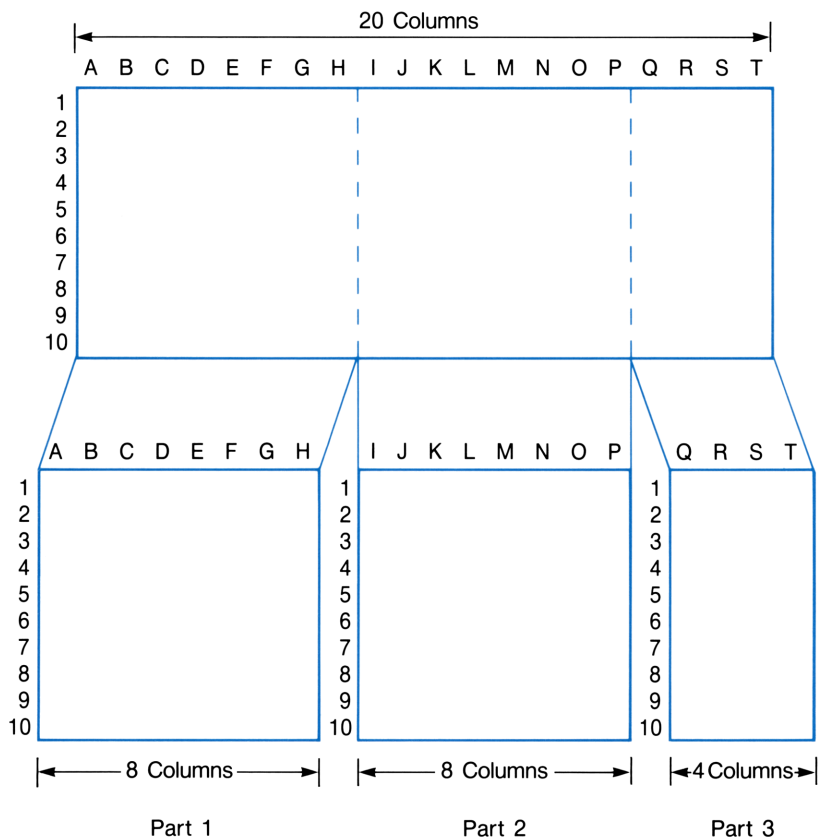 20 Columns
A B C D E F G H I J K L M N O P Q R S T
1
2
3
4
5
6
7
8
9
10
A B C D E F G H I J K L M N O P Q R S T
1 1 1
2 2 2
3 3 3
4 4 4
5 5 5
6 6 6
7 7 7
8 8 8
9 9 9
10 10 10
8 Columns 8 Columns 4 Columns
Part 1 Part 2 Part 3